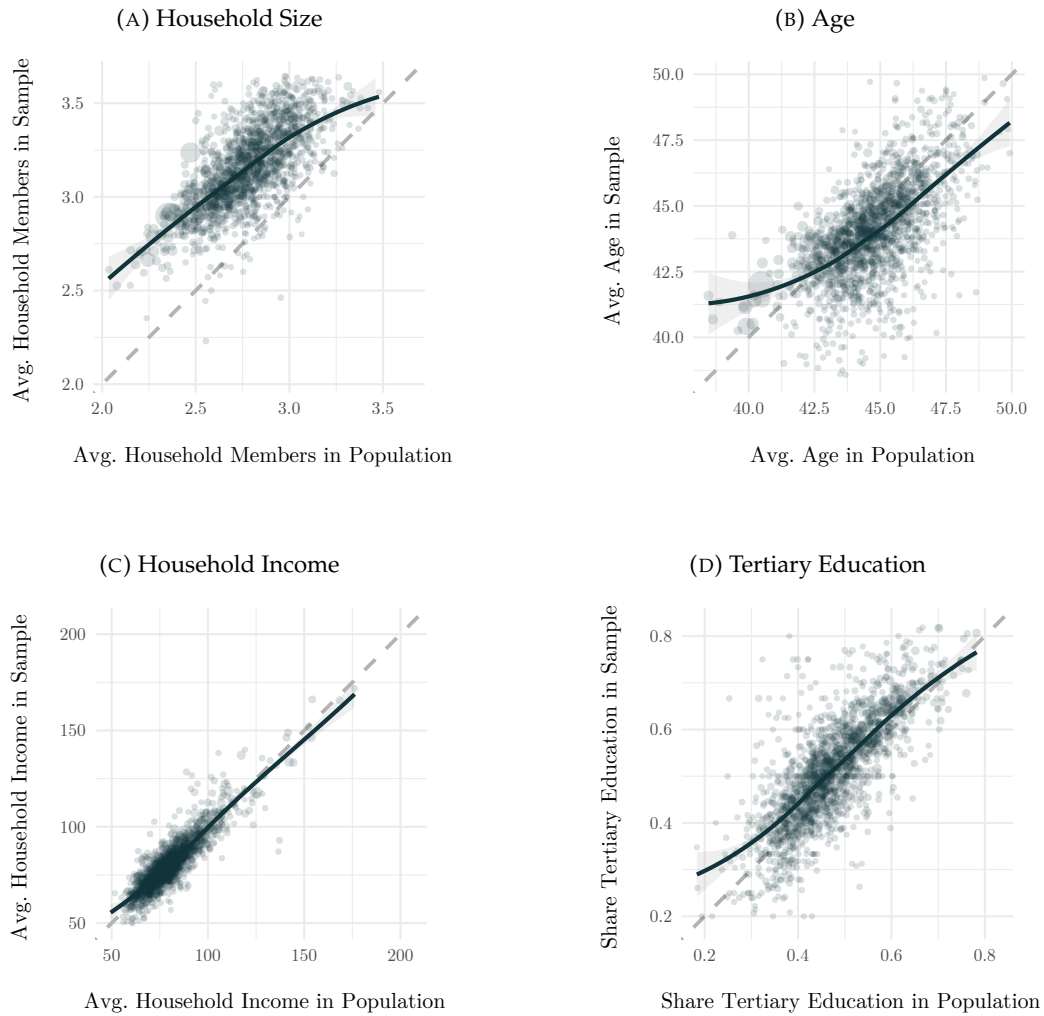 (A) Household Size
Avg. Household Members in Sample
3.5
3.0
2.5
2.0
2.0 2.5 3.0 3.5
Avg. Household Members in Population
(B) Age
Avg. Age in Sample
50.0
47.5
45.0
42.5
40.0
40.0 42.5 45.0 47.5 50.0
Avg. Age in Population
(C) Household Income
Avg. Household Income in Sample
200
150
100
50
50 100 150 200
Avg. Household Income in Population
(D) Tertiary Education
Share Tertiary Education in Sample
0.8
0.6
0.4
0.2
0.2 0.4 0.6 0.8
Share Tertiary Education in Population